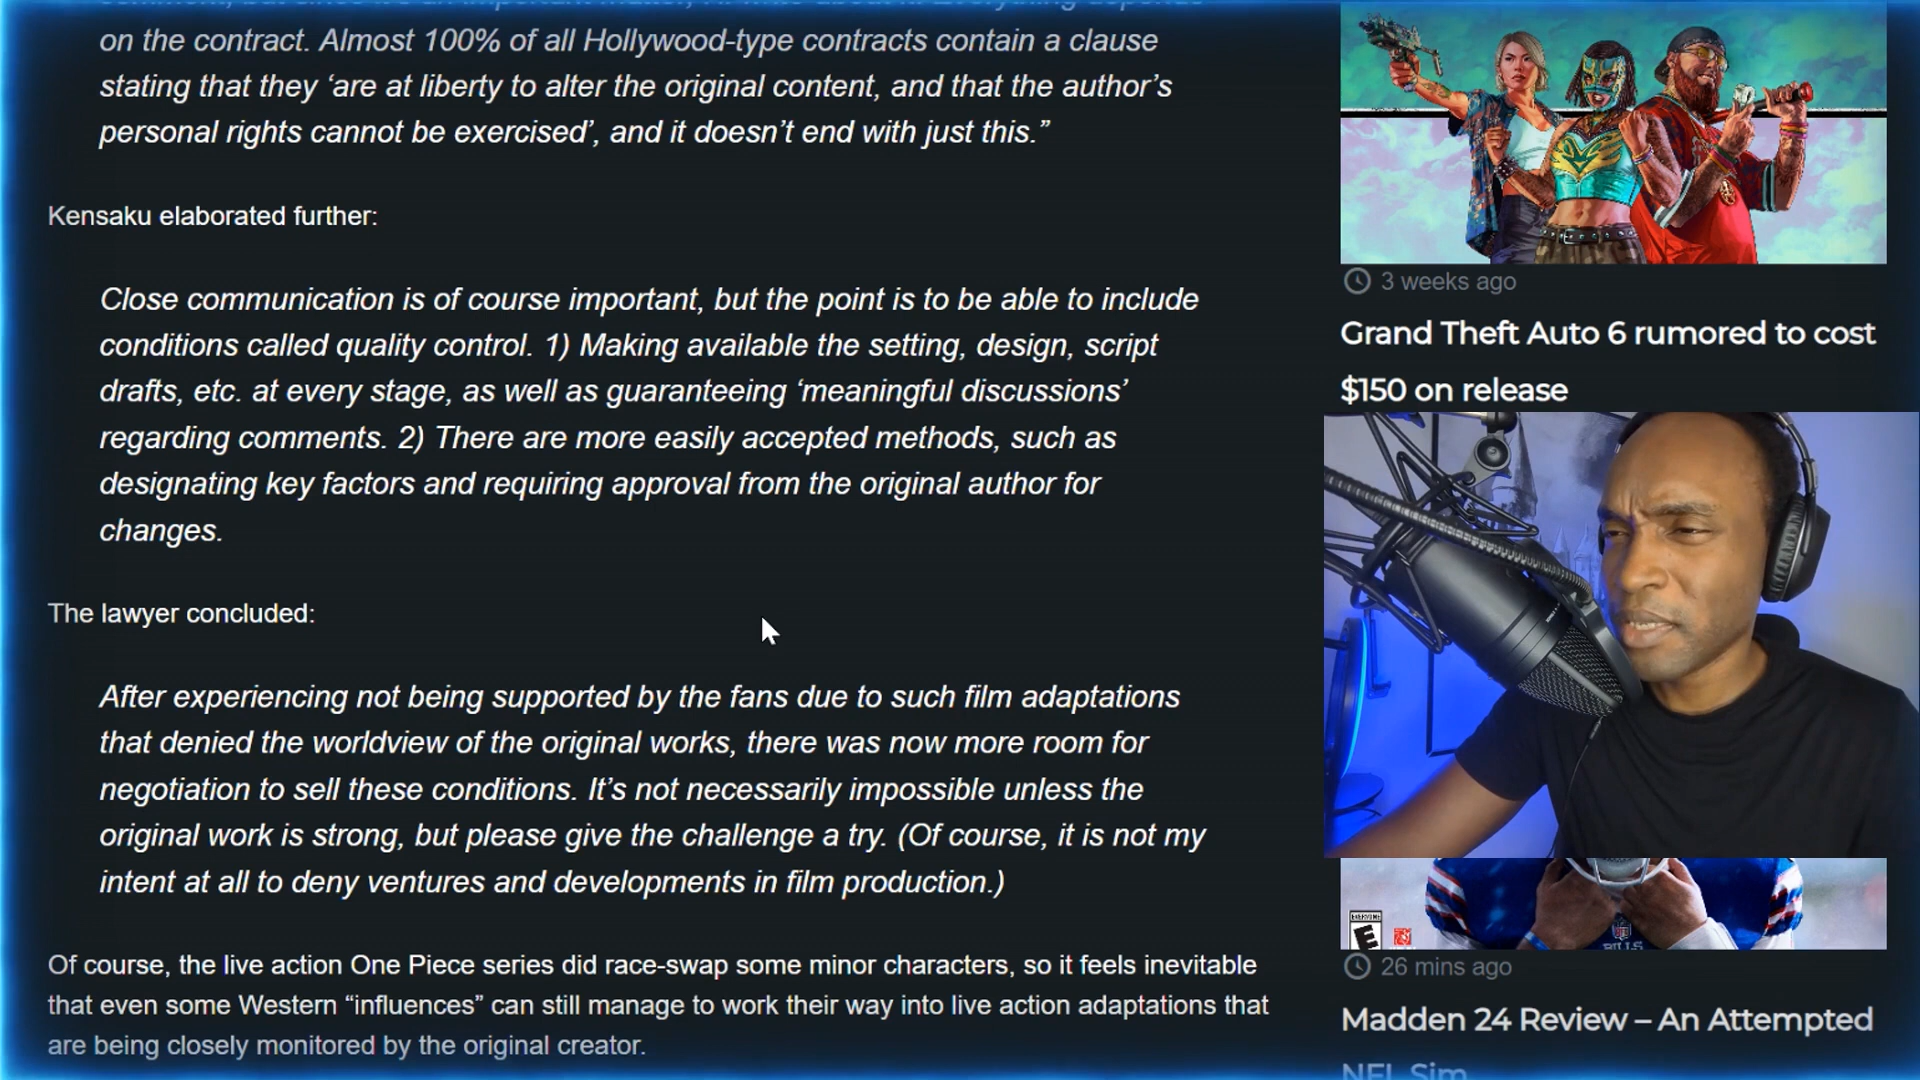 on the contract. Almost 100% of all Hollywood-type contracts contain a clause
stating that they ‘are at liberty to alter the original content, and that the author’s
personal rights cannot be exercised’, and it doesn’t end with just this.”
Kensaku elaborated further:
Close communication is of course important, but the point is to be able to include
conditions called quality control. 1) Making available the setting, design, script
drafts, etc. at every stage, as well as guaranteeing ‘meaningful discussions’
regarding comments. 2) There are more easily accepted methods, such as
designating key factors and requiring approval from the original author for
changes.
The lawyer concluded:
After experiencing not being supported by the fans due to such film adaptations
that denied the worldview of the original works, there was now more room for
negotiation to sell these conditions. It’s not necessarily impossible unless the
original work is strong, but please give the challenge a try. (Of course, it is not my
intent at all to deny ventures and developments in film production.)
Of course, the live action One Piece series did race-swap some minor characters, so it feels inevitable
that even some Western “influences” can still manage to work their way into live action adaptations that
are being closely monitored by the original creator.
3 weeks ago
Grand Theft Auto 6 rumored to cost
$150 on release
EVERYONE
E
BILLS
26 mins ago
Madden 24 Review – An Attempted
NFL Sim